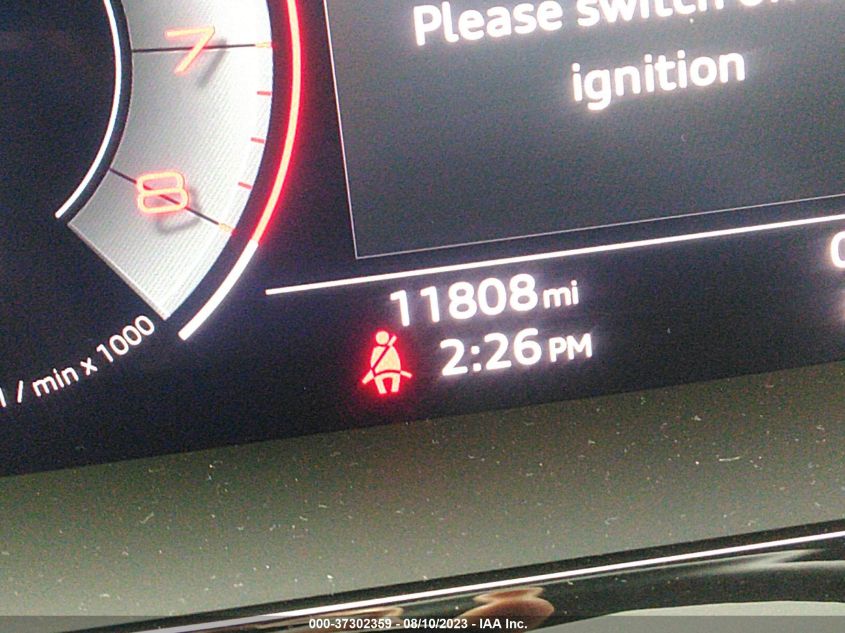 Please switch
ignition
7
8
/ min x 1000
11808 mi
2:26 PM
000-37302359 - 08/10/2023 - IAA Inc.